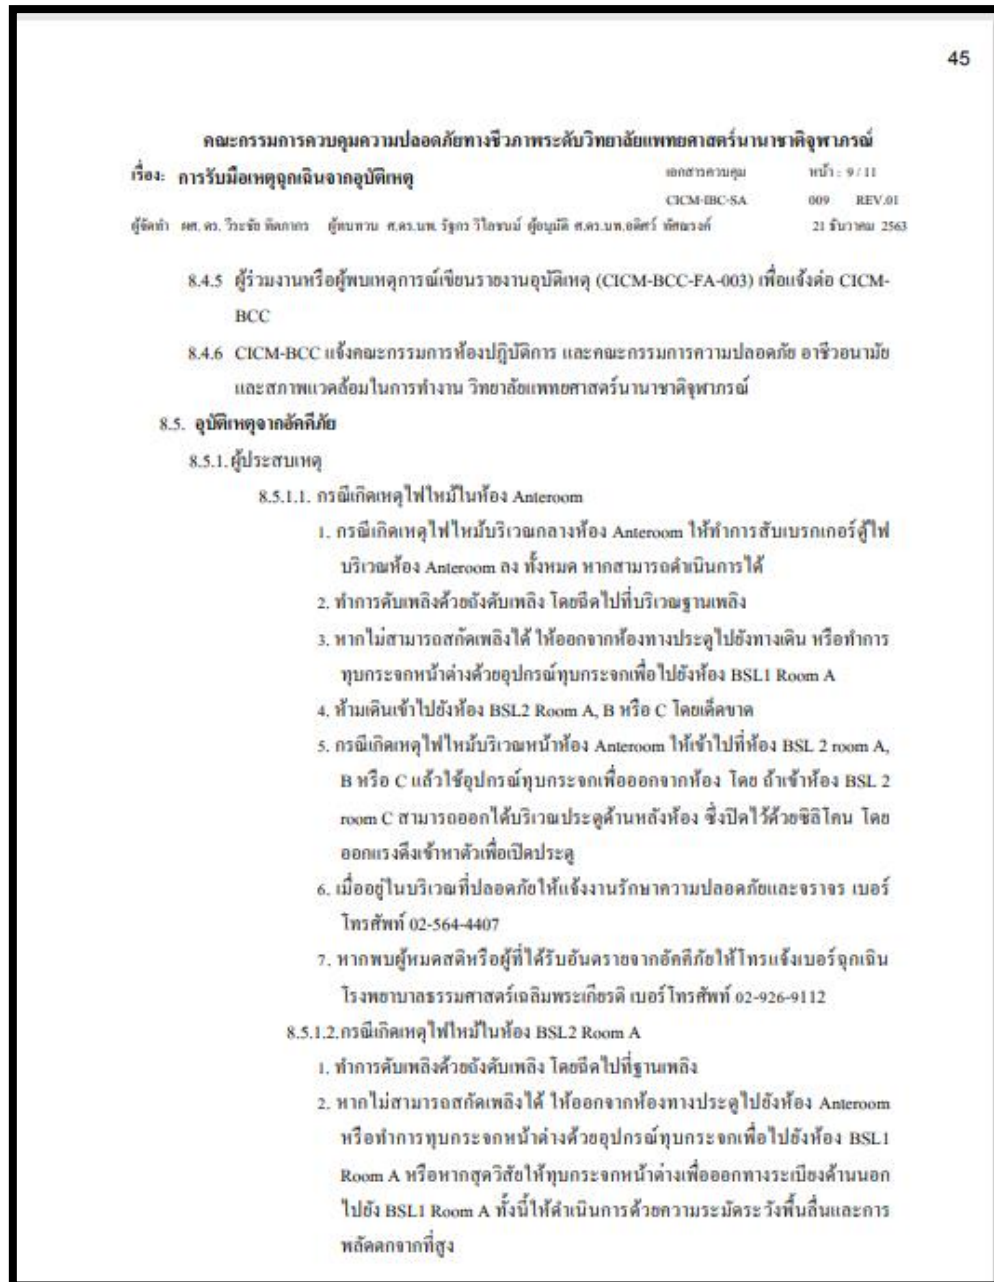 45
คณะกรรมการควบคุมความปลอดภัยทางชีวภาพระดับวิทยาลัยแพทยศาสตร์นานาชาติจุฬาภรณ์
เรื่อง: การรับมือเหตุฉุกเฉินจากอุบัติเหตุ เอกสารควบคุม หน้า : 9 / 11
CICM-IBC-SA 009 REV.01
ผู้จัดทำ ผศ. ดร. วีระชัย ผู้ทบทวน ศ.ดร.นพ. ผู้อนุมัติ ศ.ดร.นพ.อดิศร์ ทัศณรงค์ 21 ธันวาคม 2563
8.4.5 ผู้ร่วมงานหรือผู้พบเหตุการณ์เขียนรายงานอุบัติเหตุ (CICM-BCC-FA-003) เพื่อแจ้งต่อ CICM-
BCC
8.4.6 CICM-BCC แจ้งคณะกรรมการห้องปฏิบัติการ และคณะกรรมการความปลอดภัย อาชีวอนามัย
และสภาพแวดล้อมในการทำงาน วิทยาลัยแพทยศาสตร์นานาชาติจุฬาภรณ์
8.5. อุบัติเหตุจากอัคคีภัย
8.5.1. ผู้ประสบเหตุ
8.5.1.1. กรณีเกิดเหตุไฟไหม้ในห้อง Anteroom
1. กรณีเกิดเหตุไฟไหม้บริเวณกลางห้อง Anteroom ให้ทำการสับเบรกเกอร์ตู้ไฟ
บริเวณห้อง Anteroom ลง ทั้งหมด หากสามารถดำเนินการได้
2. ทำการดับเพลิงด้วยถังดับเพลิง โดยฉีดไปที่บริเวณฐานเพลิง
3. หากไม่สามารถสกัดเพลิงได้ ให้ออกจากห้องทางประตูไปยังทางเดิน หรือทำการ
ทุบกระจกหน้าต่างด้วยอุปกรณ์ทุบกระจกเพื่อไปยังห้อง BSL1 Room A
4. ห้ามเดินเข้าไปยังห้อง BSL2 Room A, B หรือ C โดยเด็ดขาด
5. กรณีเกิดเหตุไฟไหม้บริเวณหน้าห้อง Anteroom ให้เข้าไปที่ห้อง BSL 2 room A,
B หรือ C แล้วใช้อุปกรณ์ทุบกระจกเพื่อออกจากห้อง โดย ถ้าเข้าห้อง BSL 2
room C สามารถออกได้บริเวณประตูด้านหลังห้อง ซึ่งปิดไว้ด้วยซิลิโคน โดย
ออกแรงดึงเข้าหาตัวเพื่อเปิดประตู
6. เมื่ออยู่ในบริเวณที่ปลอดภัยให้แจ้งงานรักษาความปลอดภัยและจราจร เบอร์
โทรศัพท์ 02-564-4407
7. หากพบผู้หมดสติหรือผู้ที่ได้รับอันตรายจากอัคคีภัยให้โทรแจ้งเบอร์ฉุกเฉิน
โรงพยาบาลธรรมศาสตร์เฉลิมพระเกียรติ เบอร์โทรศัพท์ 02-926-9112
8.5.1.2. กรณีเกิดเหตุไฟไหม้ในห้อง BSL2 Room A
1. ทำการดับเพลิงด้วยถังดับเพลิง โดยฉีดไปที่ฐานเพลิง
2. หากไม่สามารถสกัดเพลิงได้ ให้ออกจากห้องทางประตูไปยังห้อง Anteroom
หรือทำการทุบกระจกหน้าต่างด้วยอุปกรณ์ทุบกระจกเพื่อไปยังห้อง BSL1
Room A หรือหากสุดวิสัยให้ทุบกระจกหน้าต่างเพื่อออกทางระเบียงด้านนอก
ไปยัง BSL1 Room A ทั้งนี้ให้ดำเนินการด้วยความระมัดระวังพื้นลื่นและการ
พลัดตกจากที่สูง